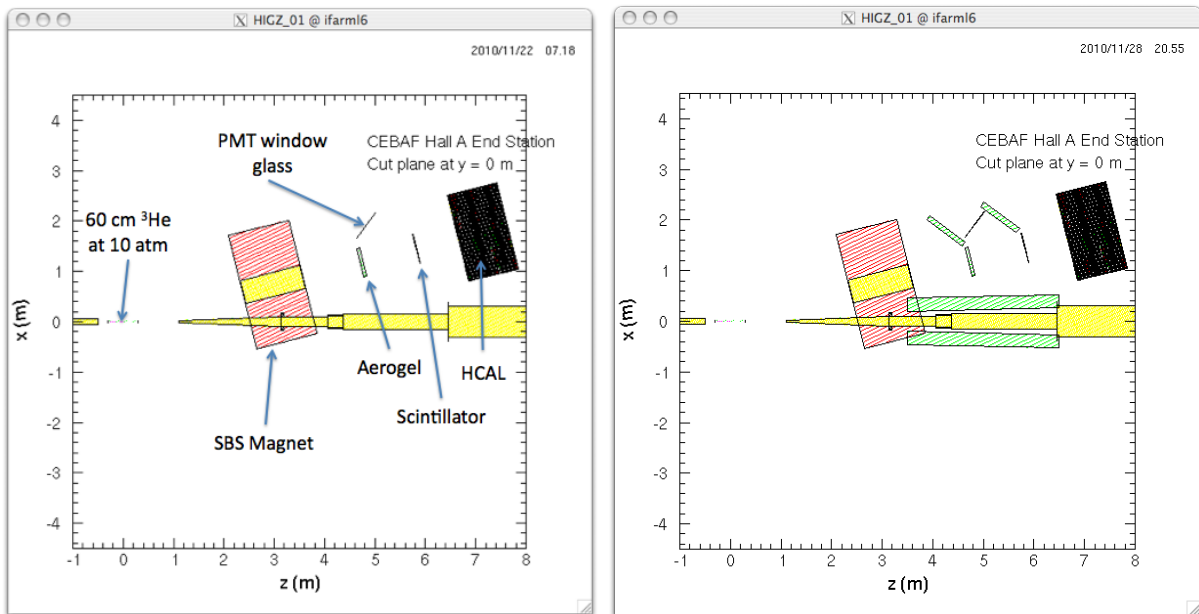 HIGZ_01 @ ifarml6
2010/11/22 07.18
CEBAF Hall A End Station
Cut plane at y = 0 m
PMT window
glass
60 cm ³He
at 10 atm
Aerogel
HCAL
Scintillator
SBS Magnet
4
3
2
1
0
-1
-2
-3
-4
x (m)
-1 0 1 2 3 4 5 6 7 8
z (m)
HIGZ_01 @ ifarml6
2010/11/28 20.55
CEBAF Hall A End Station
Cut plane at y = 0 m
4
3
2
1
0
-1
-2
-3
-4
x (m)
-1 0 1 2 3 4 5 6 7 8
z (m)